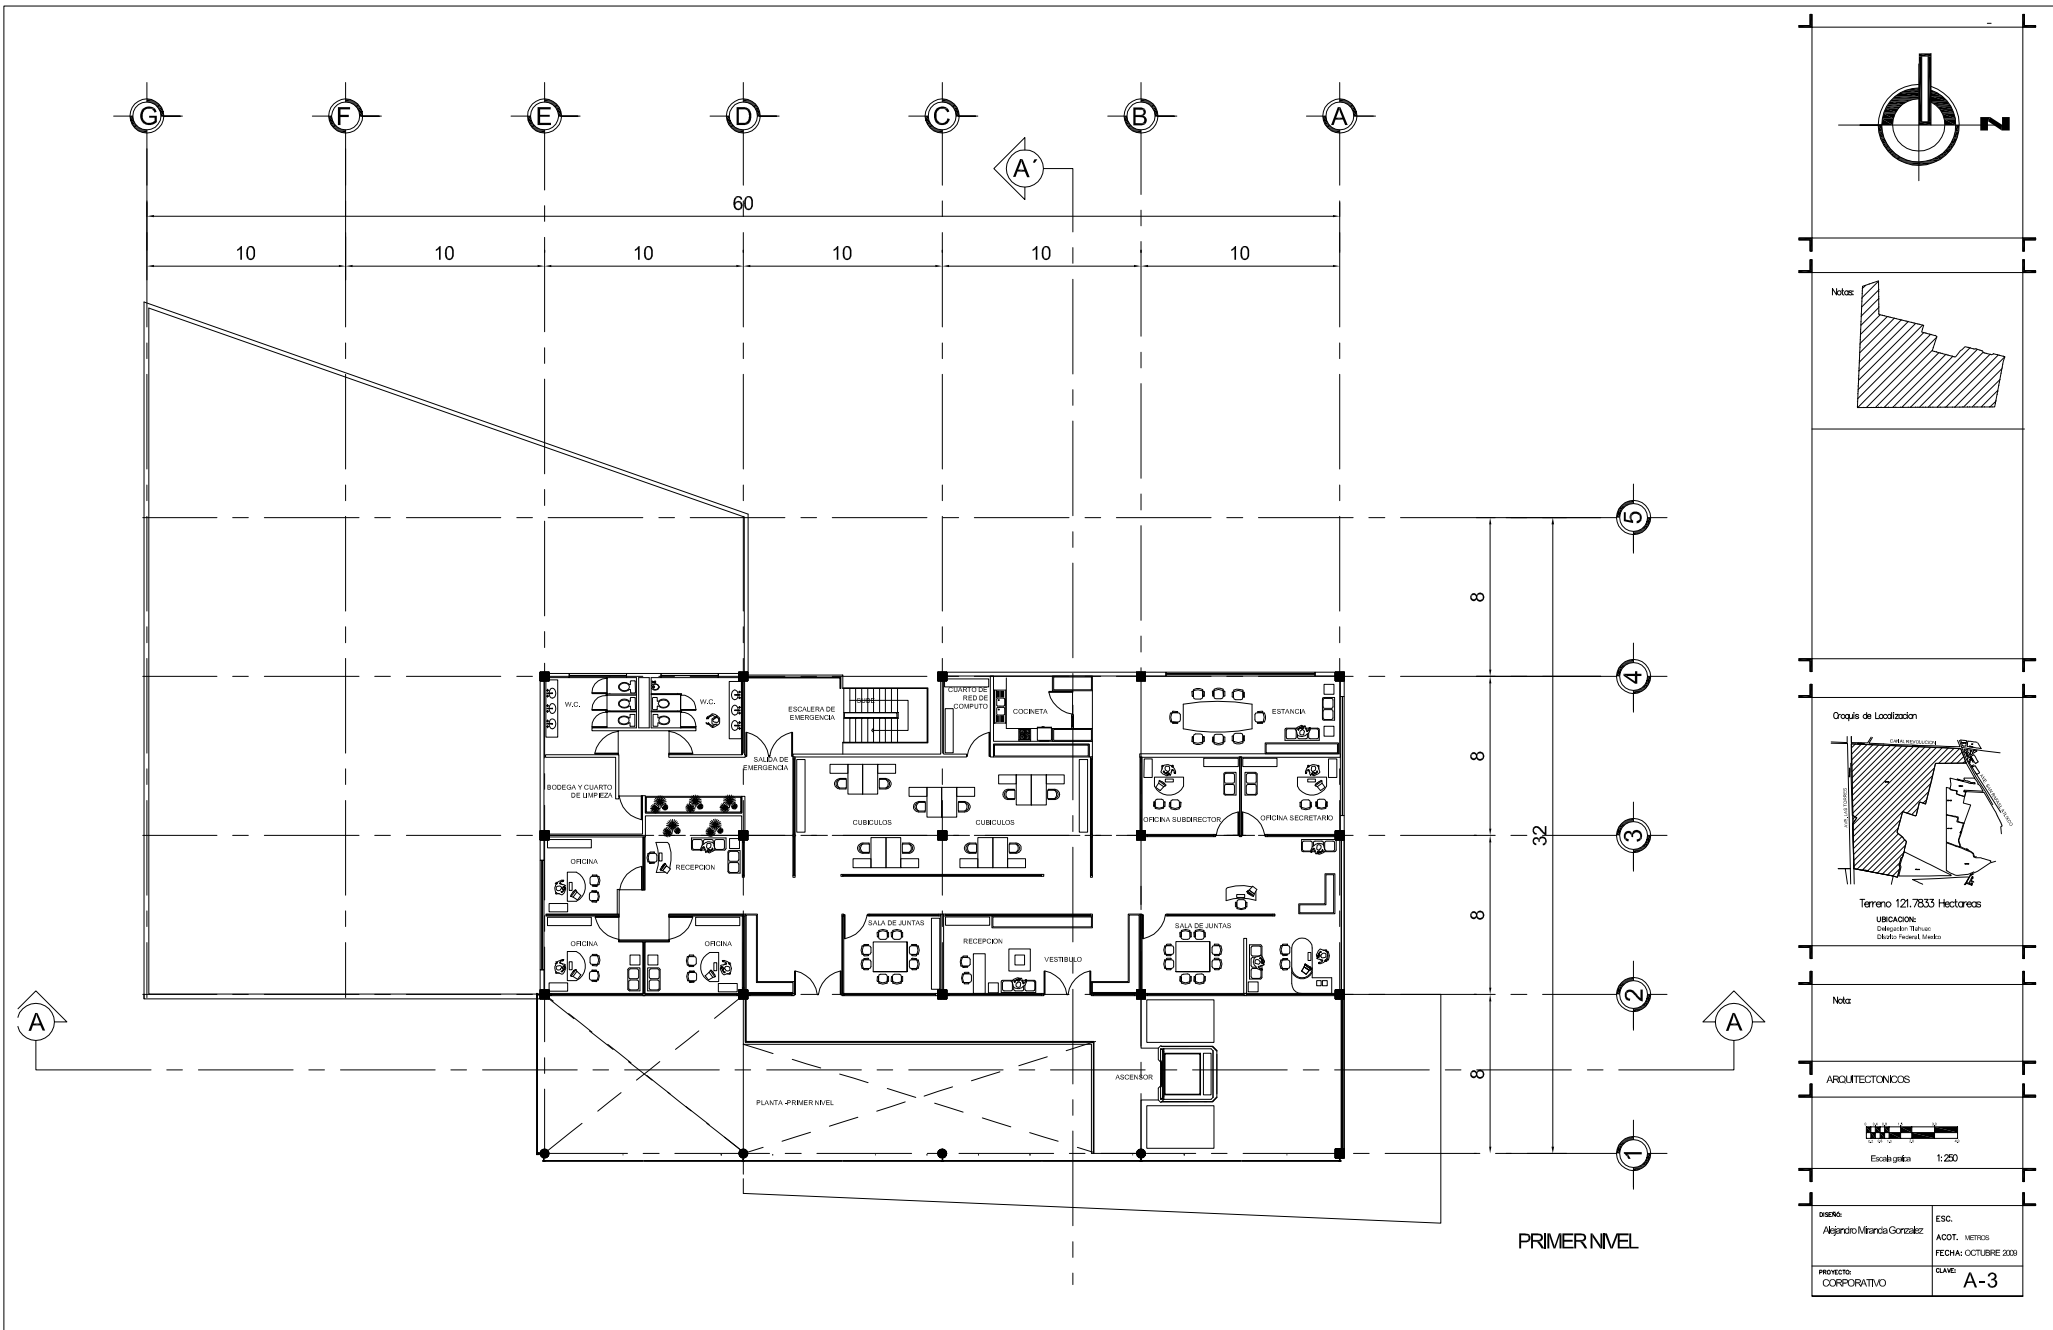 G
F
E
D
C
B
A
A´
60
10
10
10
10
10
10
5
4
3
2
1
8
8
8
8
32
W.C.
W.C.
ESCALERA DE
EMERGENCIA
SUBE
CUARTO DE
RED DE
COMPUTO
COCINETA
ESTANCIA
SALIDA DE
EMERGENCIA
BODEGA Y CUARTO
DE LIMPIEZA
CUBICULOS
CUBICULOS
OFICINA SUBDIRECTOR
OFICINA SECRETARIO
OFICINA
RECEPCION
SALA DE JUNTAS
RECEPCION
VESTIBULO
SALA DE JUNTAS
OFICINA
OFICINA
A
A
ASCENSOR
PLANTA -PRIMER NIVEL
PRIMER NIVEL
N
Notas:
Croquis de Localizacion
CANAL REVOLUCION
Terreno 121.7833 Hectareas
UBICACION:
Delegacion Tlahuac
Distrito Federal, Mexico
Nota:
ARQUITECTONICOS
Escala grafica 1:250
DISEÑO:
Alejandro Miranda Gonzalez
ESC.
ACOT. METROS
FECHA: OCTUBRE 2009
PROYECTO:
CORPORATIVO
CLAVE:
A-3